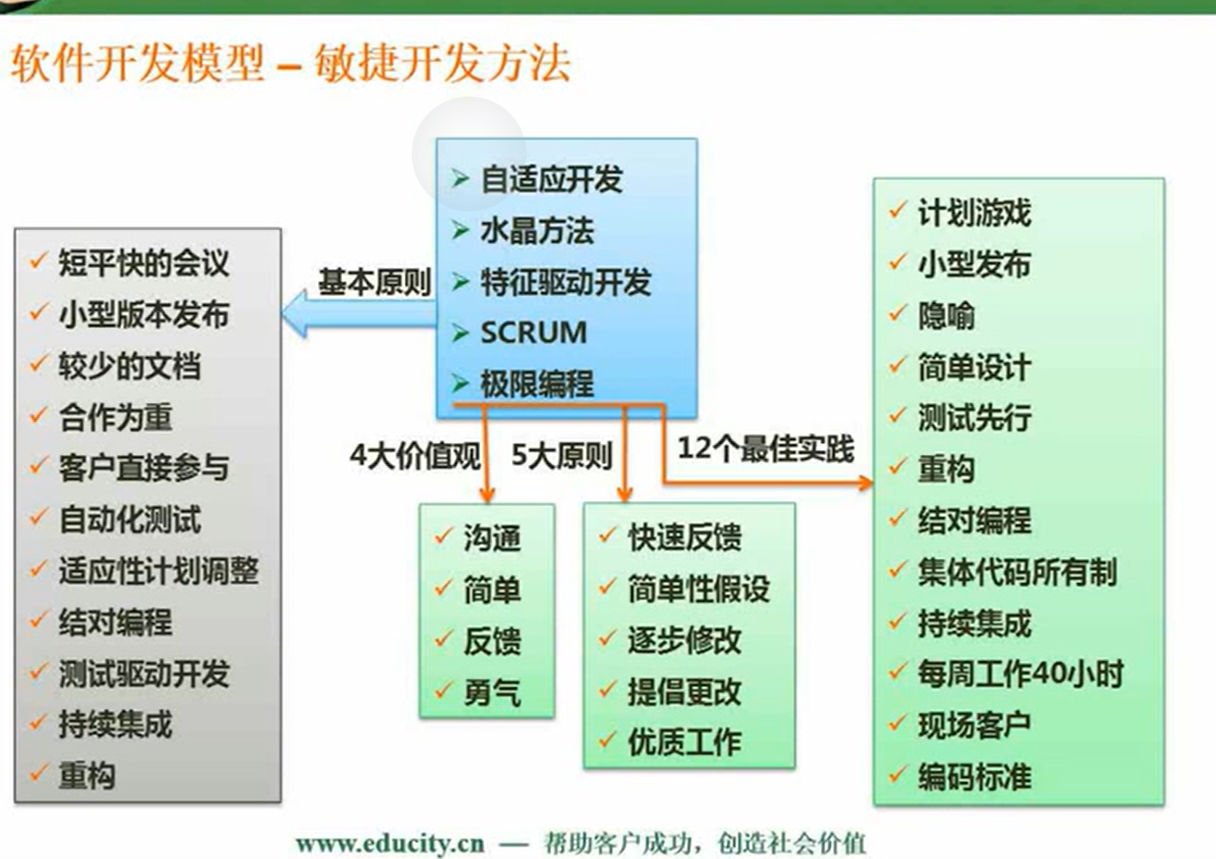 软件开发模型 – 敏捷开发方法
自适应开发
水晶方法
特征驱动开发
SCRUM
极限编程
基本原则
短平快的会议
小型版本发布
较少的文档
合作为重
客户直接参与
自动化测试
适应性计划调整
结对编程
测试驱动开发
持续集成
重构
4大价值观
沟通
简单
反馈
勇气
5大原则
快速反馈
简单性假设
逐步修改
提倡更改
优质工作
12个最佳实践
计划游戏
小型发布
隐喻
简单设计
测试先行
重构
结对编程
集体代码所有制
持续集成
每周工作40小时
现场客户
编码标准
www.educity.cn — 帮助客户成功，创造社会价值